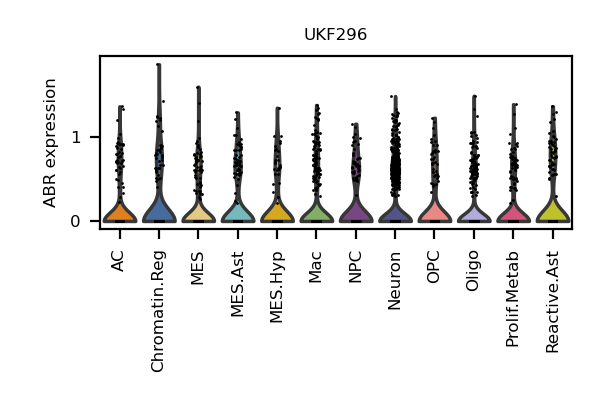 UKF296
ABR expression
1
0
AC
Chromatin.Reg
MES
MES.Ast
MES.Hyp
Mac
NPC
Neuron
OPC
Oligo
Prolif.Metab
Reactive.Ast